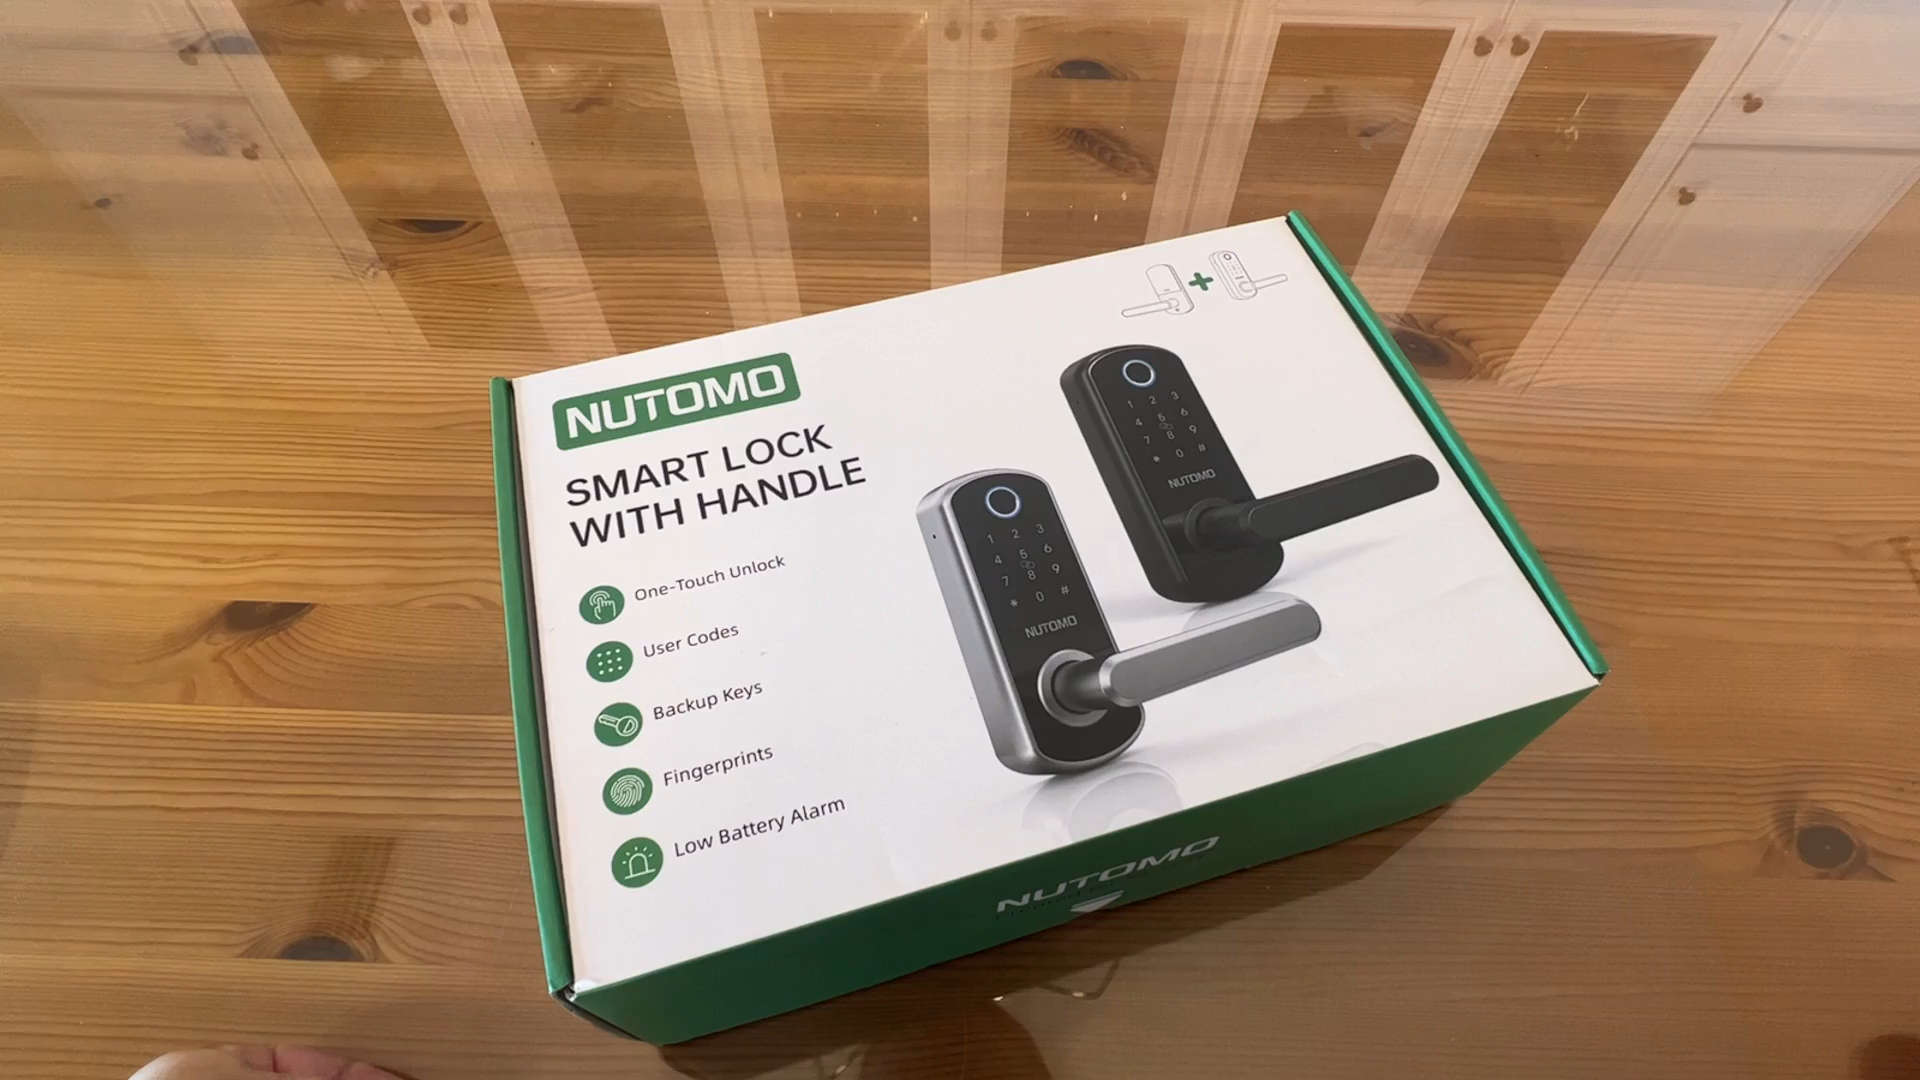 NUTOMO
SMART LOCK
WITH HANDLE
One-Touch Unlock
User Codes
Backup Keys
Fingerprints
Low Battery Alarm
1 2 3
4 5 6
7 8 9
* 0 #
NUTOMO
1 2 3
4 5 6
7 8 9
* 0 #
NUTOMO
NUTOMO